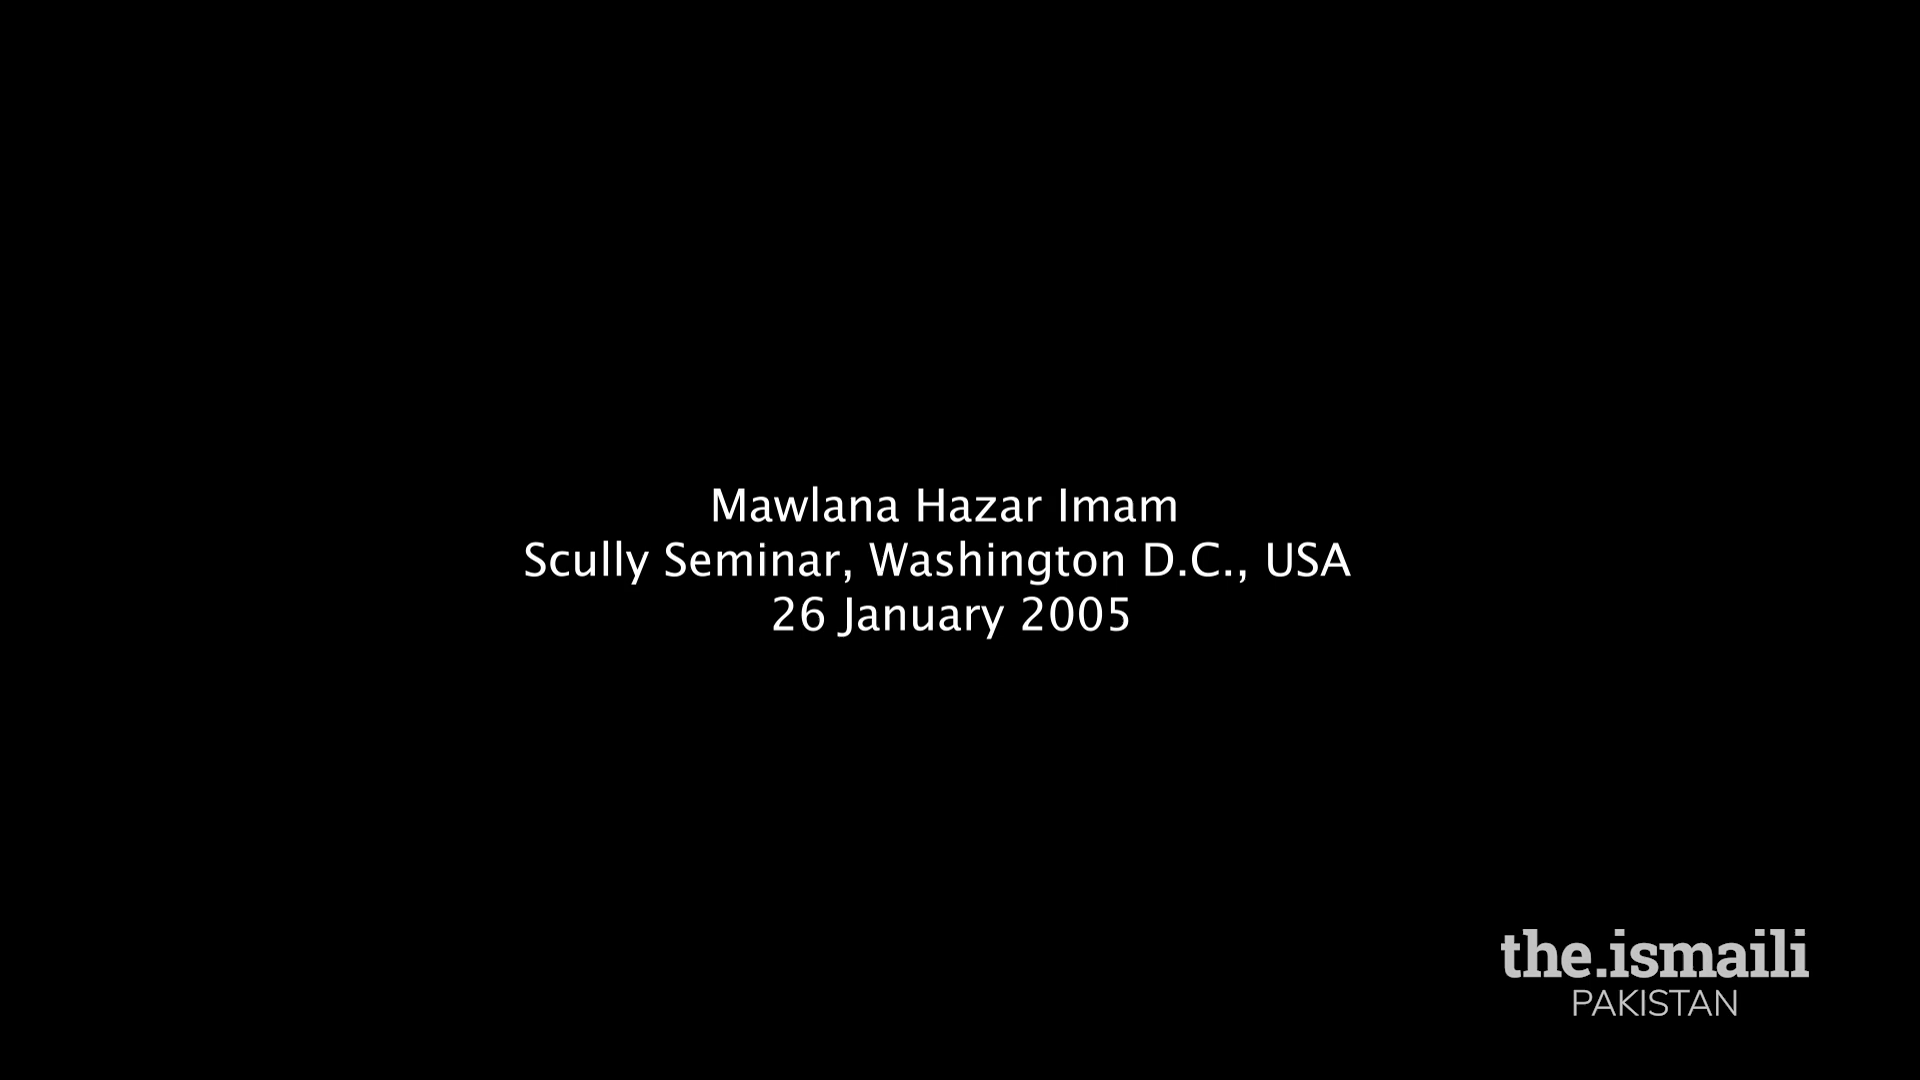 Mawlana Hazar Imam
Scully Seminar, Washington D.C., USA
26 January 2005
the.ismaili
PAKISTAN